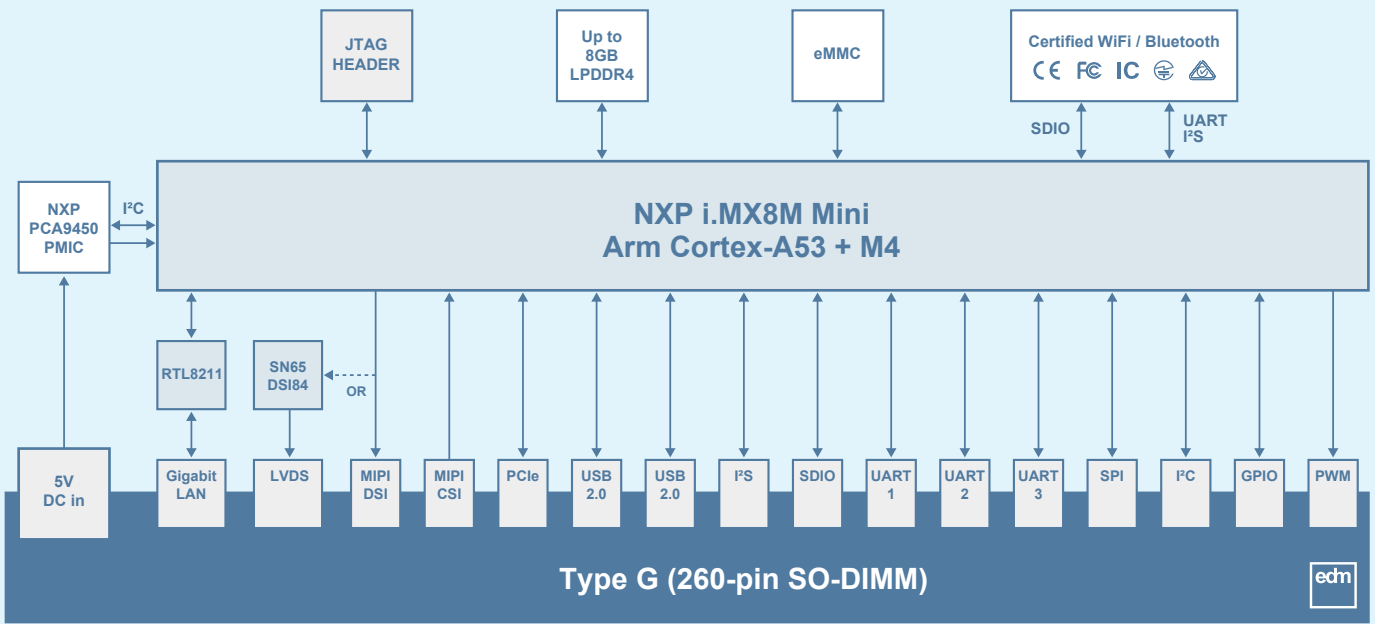 JTAG
HEADER
Up to
8GB
LPDDR4
eMMC
Certified WiFi / Bluetooth
CE FC IC
SDIO
UART
I²S
NXP
PCA9450
PMIC
I²C
NXP i.MX8M Mini
Arm Cortex-A53 + M4
RTL8211
SN65
DSI84
OR
5V
DC in
Gigabit
LAN
LVDS
MIPI
DSI
MIPI
CSI
PCIe
USB
2.0
USB
2.0
I²S
SDIO
UART
1
UART
2
UART
3
SPI
I²C
GPIO
PWM
Type G (260-pin SO-DIMM)
edm